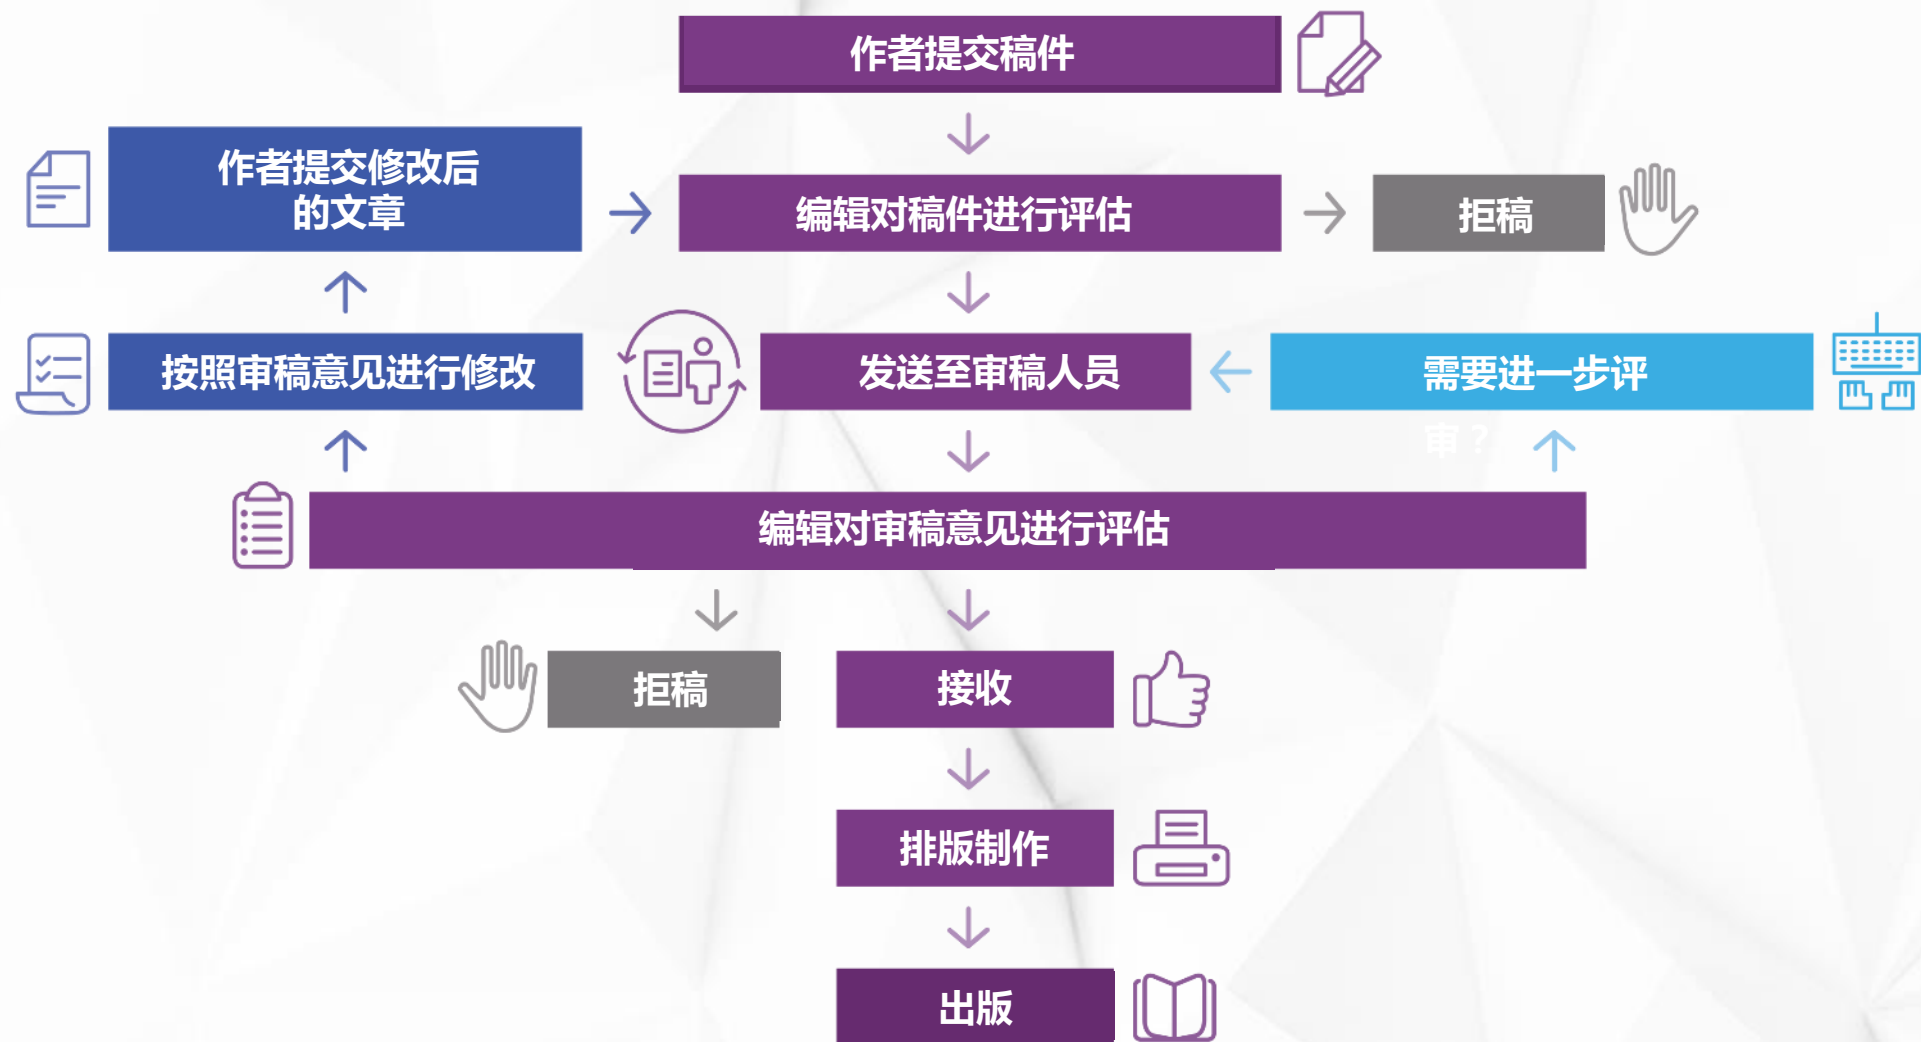 作者提交稿件
作者提交修改后
的文章
编辑对稿件进行评估
拒稿
按照审稿意见进行修改
发送至审稿人员
需要进一步评
审？
编辑对审稿意见进行评估
拒稿
接收
排版制作
出版